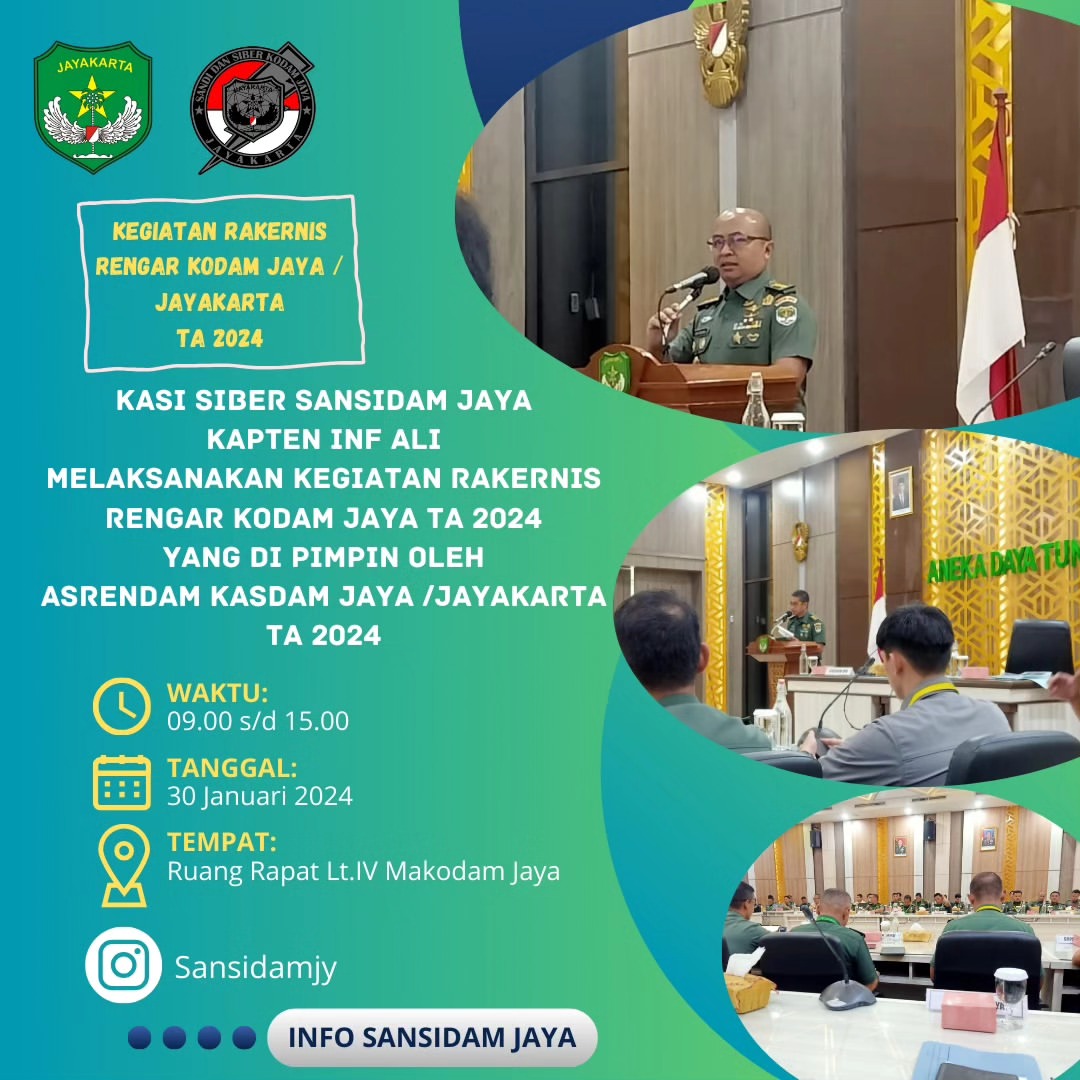 JAYAKARTA
SANDI DAN SIBER KODAM JAYA
JAYAKARTA
JAYAKARTA
KEGIATAN RAKERNIS
RENGAR KODAM JAYA /
JAYAKARTA
TA 2024
KASI SIBER SANSIDAM JAYA
KAPTEN INF ALI
MELAKSANAKAN KEGIATAN RAKERNIS
RENGAR KODAM JAYA TA 2024
YANG DI PIMPIN OLEH
ASRENDAM KASDAM JAYA /JAYAKARTA
TA 2024
WAKTU:
09.00 s/d 15.00
TANGGAL:
30 Januari 2024
TEMPAT:
Ruang Rapat Lt.IV Makodam Jaya
Sansidamjy
INFO SANSIDAM JAYA
ANEKA DAYA TUN